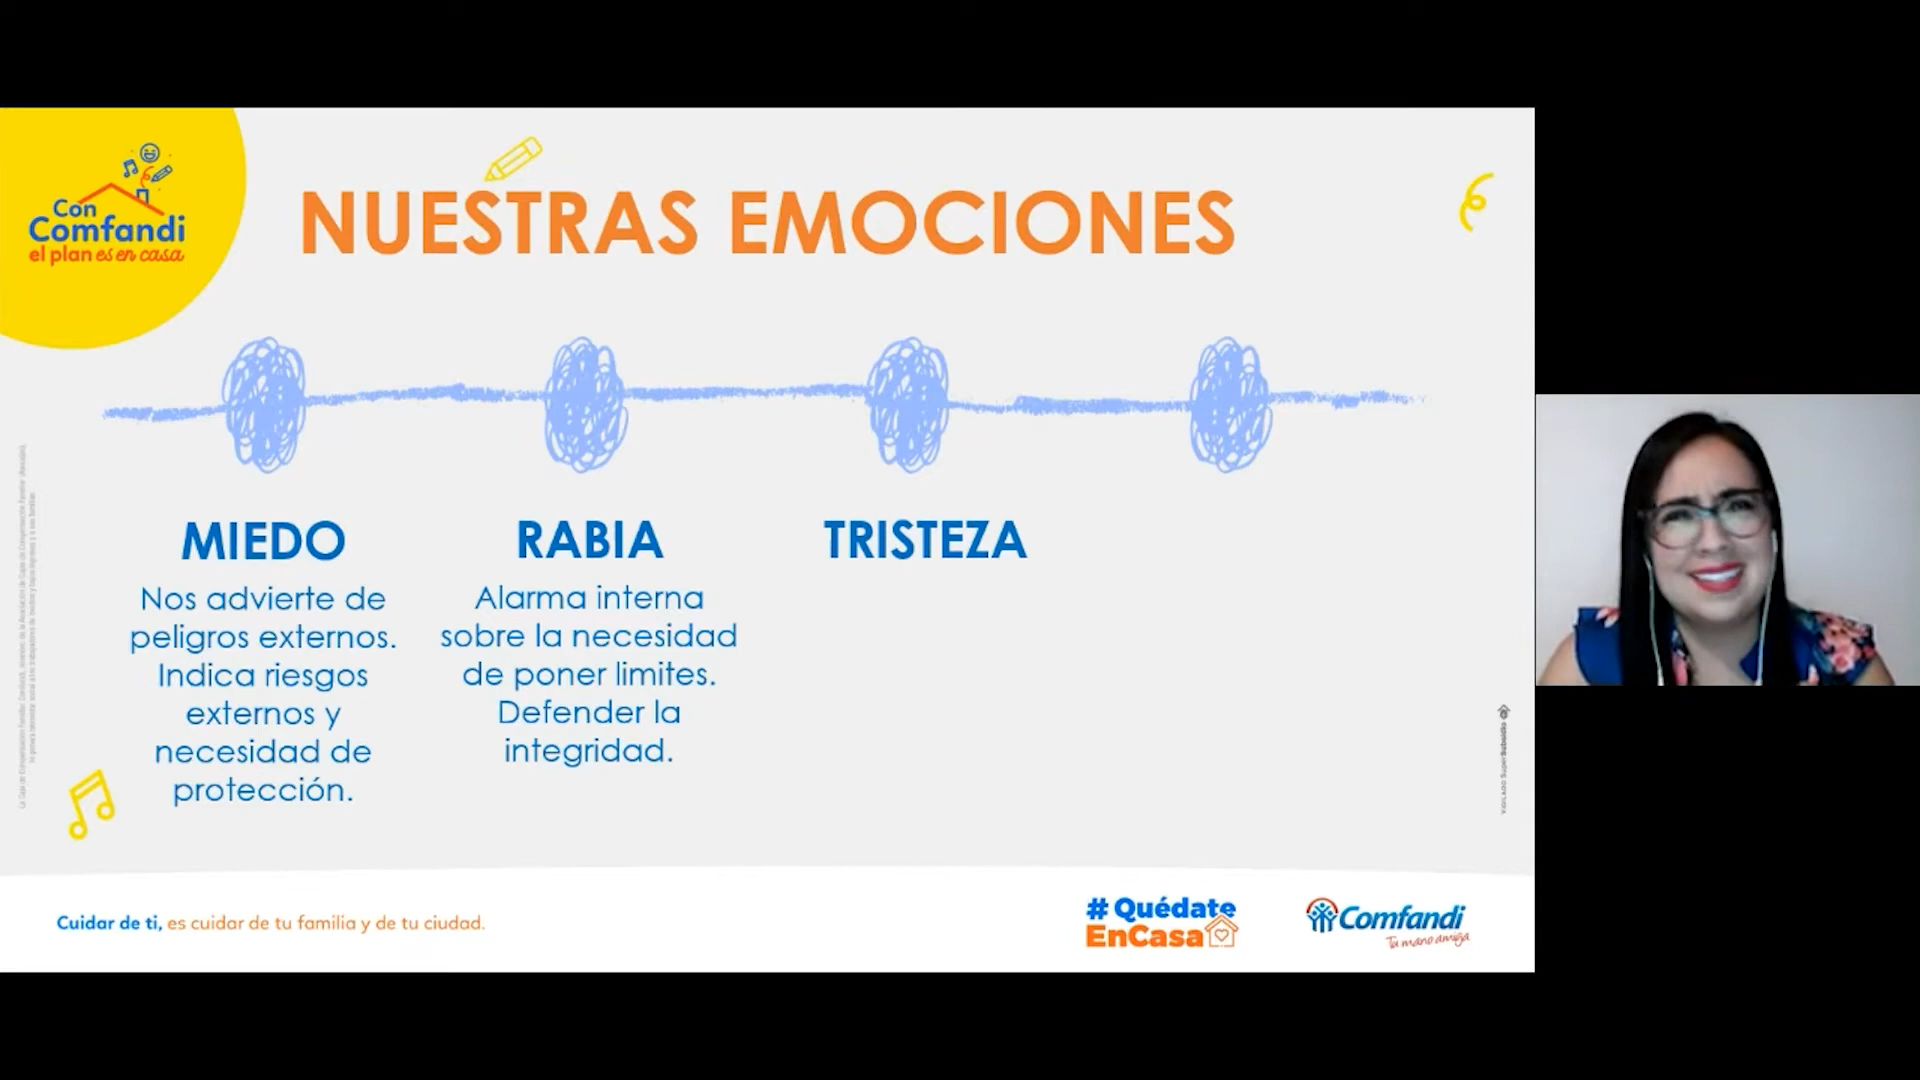 Con
Comfandi
el plan es en casa
NUESTRAS EMOCIONES
MIEDO
Nos advierte de
peligros externos.
Indica riesgos
externos y
necesidad de
protección.
RABIA
Alarma interna
sobre la necesidad
de poner limites.
Defender la
integridad.
TRISTEZA
VIGILADO SuperSubsidio
Cuidar de ti, es cuidar de tu familia y de tu ciudad.
# Quédate
EnCasa
Comfandi
Tu mano amiga